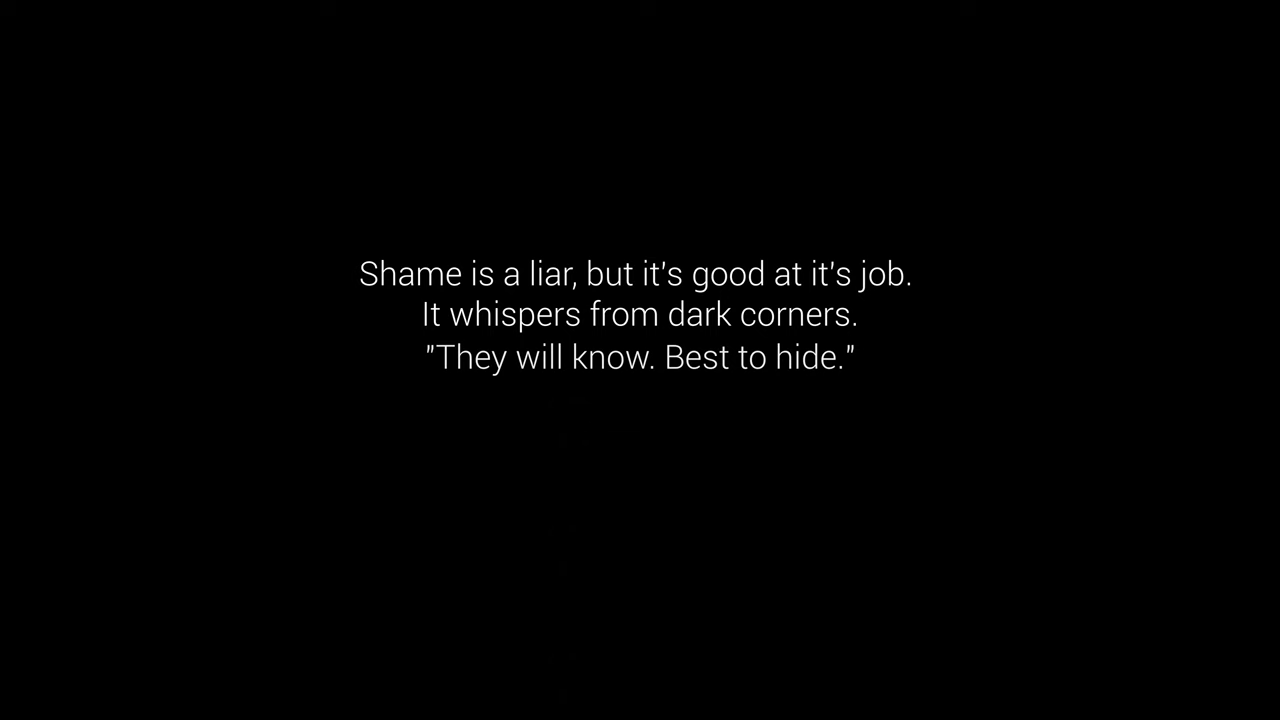 Shame is a liar, but it's good at it's job.
It whispers from dark corners.
"They will know. Best to hide."